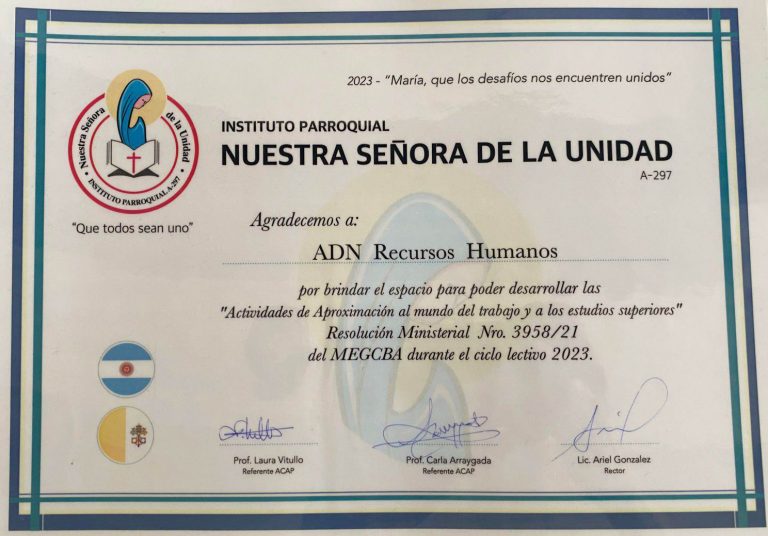 2023 - “María, que los desafíos nos encuentren unidos”
Nuestra Señora de la Unidad
• INSTITUTO PARROQUIAL A-297 •
“Que todos sean uno”
INSTITUTO PARROQUIAL
NUESTRA SEÑORA DE LA UNIDAD
A-297
Agradecemos a:
ADN Recursos Humanos
por brindar el espacio para poder desarrollar las
"Actividades de Aproximación al mundo del trabajo y a los estudios superiores"
Resolución Ministerial Nro. 3958/21
del MEGCBA durante el ciclo lectivo 2023.
Prof. Laura Vitullo
Referente ACAP
Prof. Carla Arraygada
Referente ACAP
Lic. Ariel Gonzalez
Rector